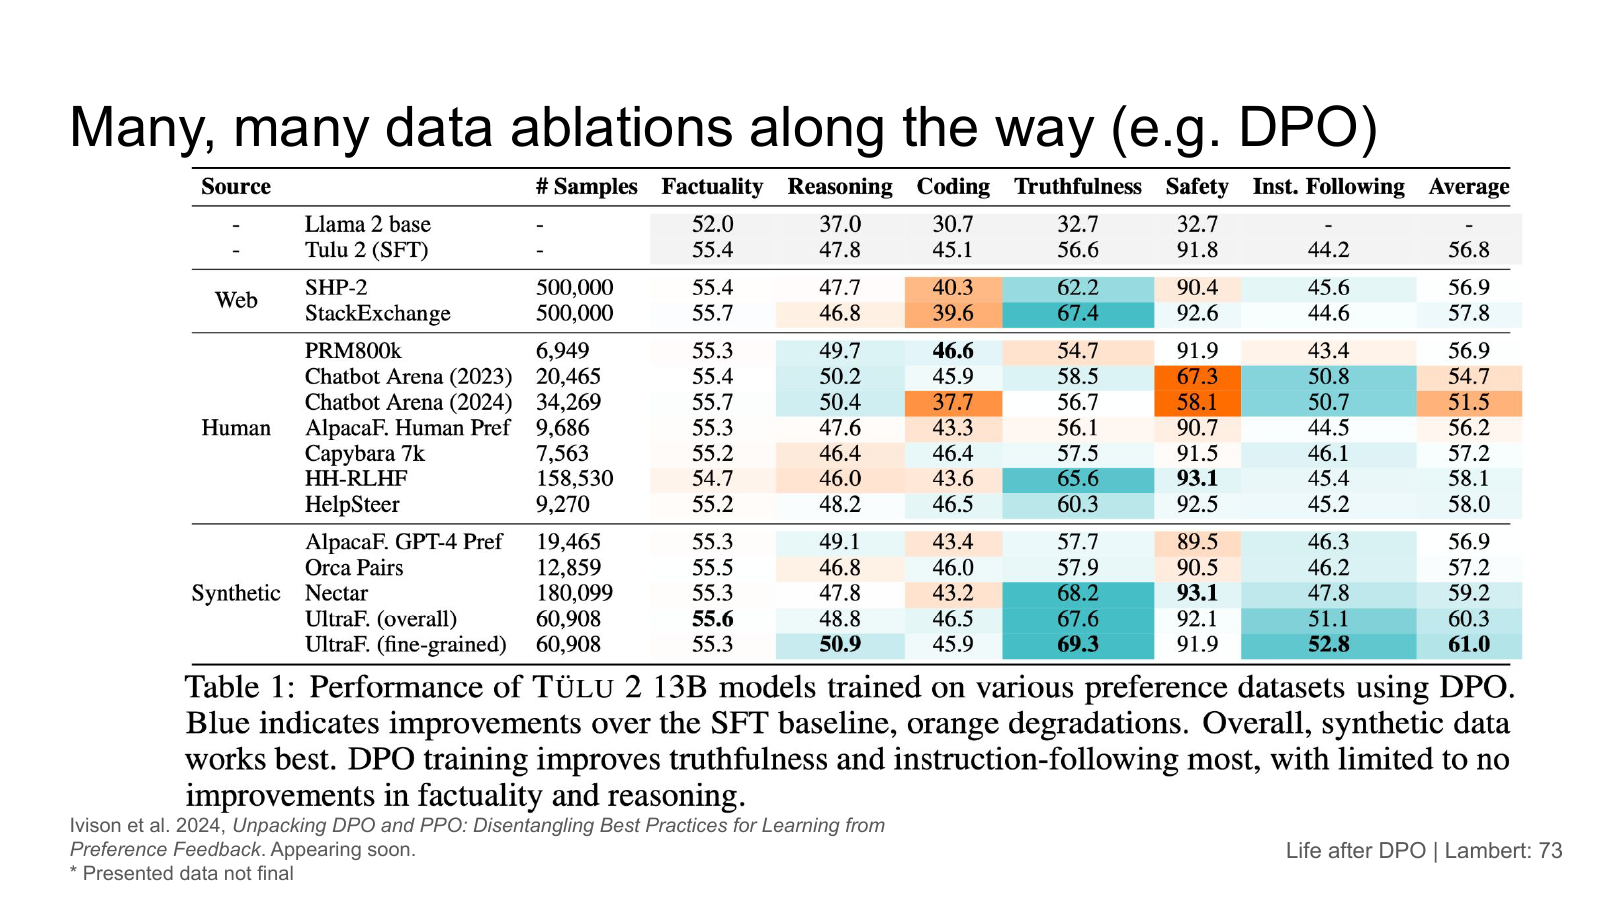 Many, many data ablations along the way (e.g. DPO)
Source # Samples Factuality Reasoning Coding Truthfulness Safety Inst. Following Average
- Llama 2 base - 52.0 37.0 30.7 32.7 32.7 - -
- Tulu 2 (SFT) - 55.4 47.8 45.1 56.6 91.8 44.2 56.8
Web
SHP-2 500,000 55.4 47.7 40.3 62.2 90.4 45.6 56.9
StackExchange 500,000 55.7 46.8 39.6 67.4 92.6 44.6 57.8
Human
PRM800k 6,949 55.3 49.7 46.6 54.7 91.9 43.4 56.9
Chatbot Arena (2023) 20,465 55.4 50.2 45.9 58.5 67.3 50.8 54.7
Chatbot Arena (2024) 34,269 55.7 50.4 37.7 56.7 58.1 50.7 51.5
AlpacaF. Human Pref 9,686 55.3 47.6 43.3 56.1 90.7 44.5 56.2
Capybara 7k 7,563 55.2 46.4 46.4 57.5 91.5 46.1 57.2
HH-RLHF 158,530 54.7 46.0 43.6 65.6 93.1 45.4 58.1
HelpSteer 9,270 55.2 48.2 46.5 60.3 92.5 45.2 58.0
Synthetic
AlpacaF. GPT-4 Pref 19,465 55.3 49.1 43.4 57.7 89.5 46.3 56.9
Orca Pairs 12,859 55.5 46.8 46.0 57.9 90.5 46.2 57.2
Nectar 180,099 55.3 47.8 43.2 68.2 93.1 47.8 59.2
UltraF. (overall) 60,908 55.6 48.8 46.5 67.6 92.1 51.1 60.3
UltraF. (fine-grained) 60,908 55.3 50.9 45.9 69.3 91.9 52.8 61.0
Table 1: Performance of TÜLU 2 13B models trained on various preference datasets using DPO.
Blue indicates improvements over the SFT baseline, orange degradations. Overall, synthetic data
works best. DPO training improves truthfulness and instruction-following most, with limited to no
improvements in factuality and reasoning.
Ivison et al. 2024, Unpacking DPO and PPO: Disentangling Best Practices for Learning from
Preference Feedback. Appearing soon.
* Presented data not final
Life after DPO | Lambert: 73